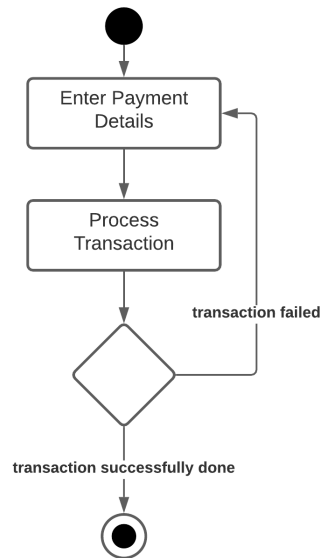 Enter Payment
Details
Process
Transaction
transaction failed
transaction successfully done